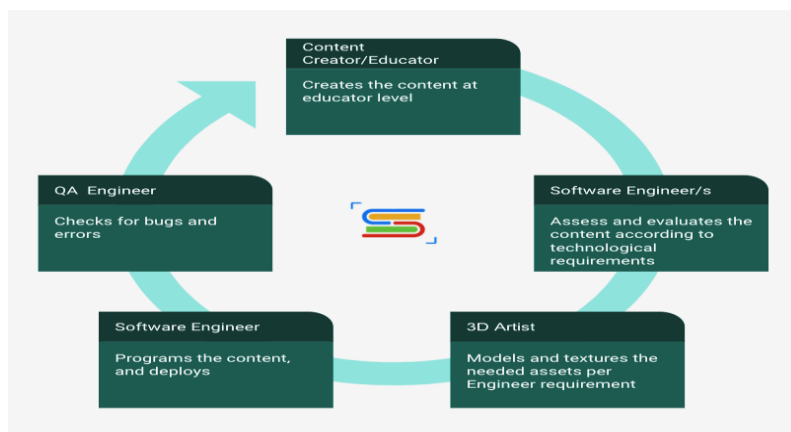 Content
Creator/Educator
Creates the content at
educator level
Software Engineer/s
Assess and evaluates the
content according to
technological
requirements
3D Artist
Models and textures the
needed assets per
Engineer requirement
Software Engineer
Programs the content,
and deploys
QA Engineer
Checks for bugs and
errors